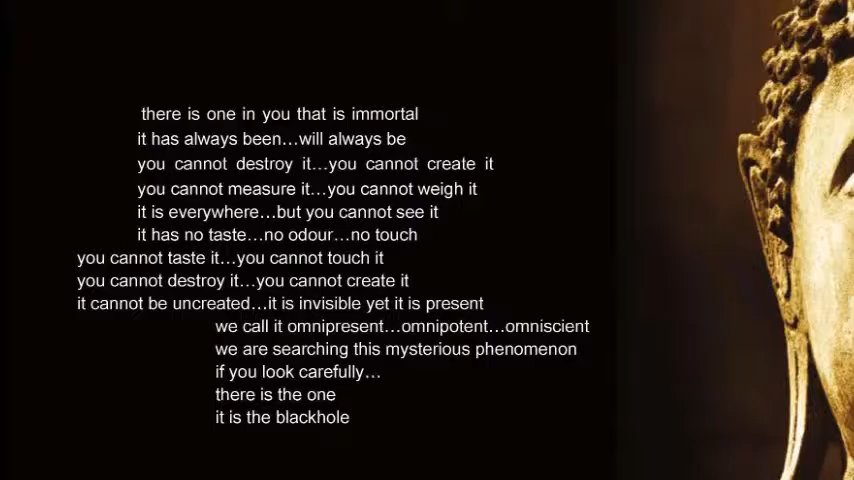 there is one in you that is immortal
it has always been...will always be
you cannot destroy it...you cannot create it
you cannot measure it...you cannot weigh it
it is everywhere...but you cannot see it
it has no taste...no odour...no touch
you cannot taste it...you cannot touch it
you cannot destroy it...you cannot create it
it cannot be uncreated...it is invisible yet it is present
we call it omnipresent...omnipotent...omniscient
we are searching this mysterious phenomenon
if you look carefully...
there is the one
it is the blackhole